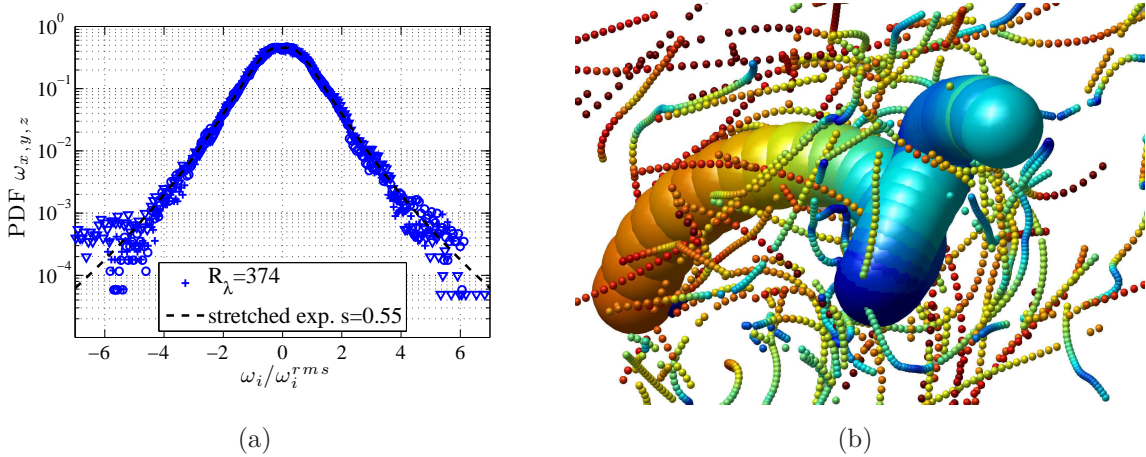 10^0
10^{-1}
10^{-2}
10^{-3}
10^{-4}
PDF ω_{x,y,z}
R_λ=374
stretched exp. s=0.55
−6 −4 −2 0 2 4 6
ω_i/ω_i^{rms}
(a)
(b)